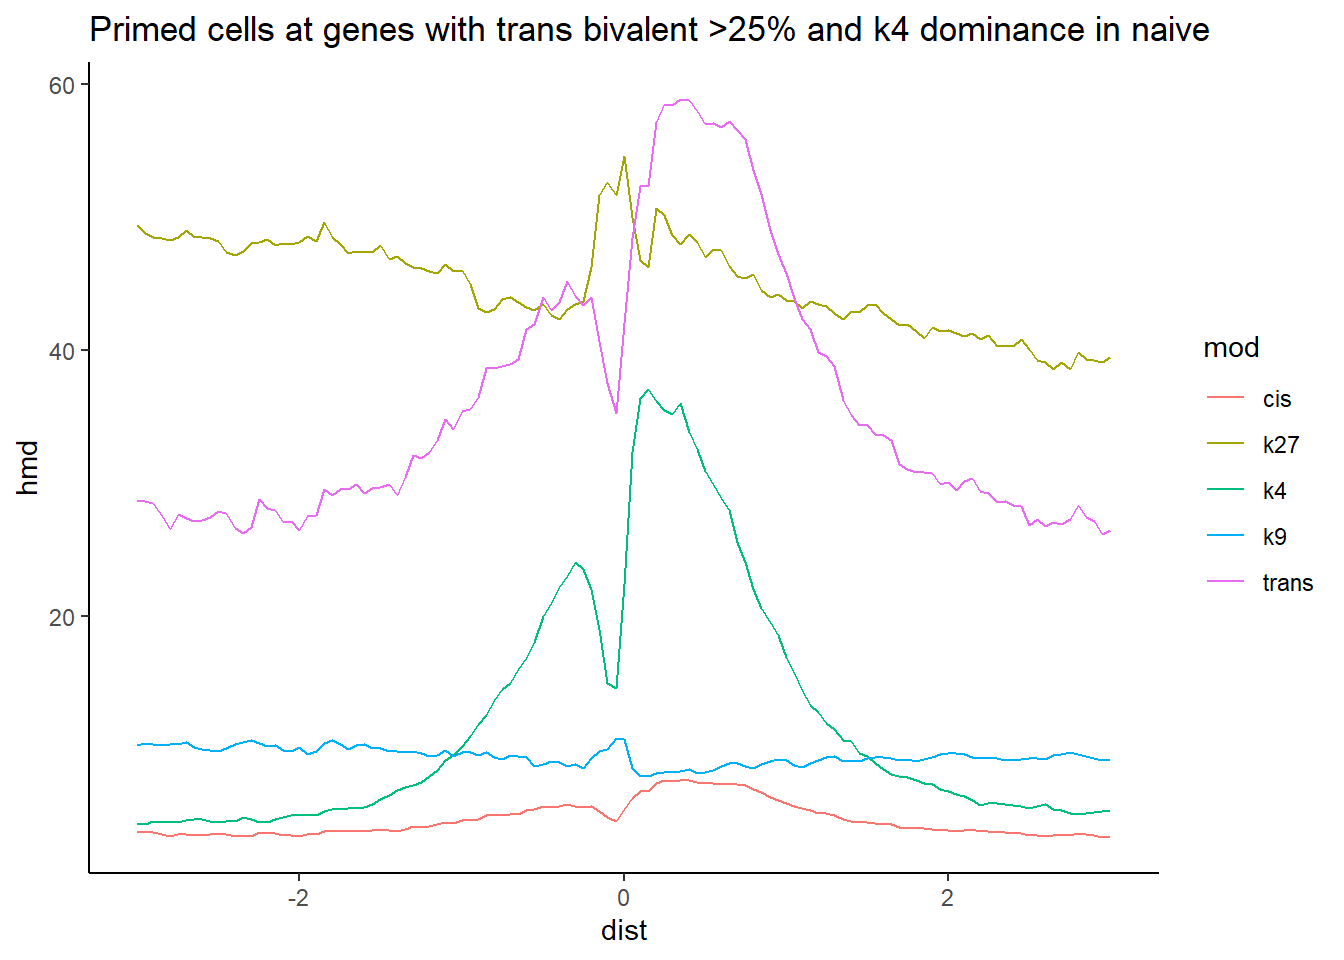 Primed cells at genes with trans bivalent >25% and k4 dominance in naive
60
40
20
hmd
-2
0
2
dist
mod
cis
k27
k4
k9
trans